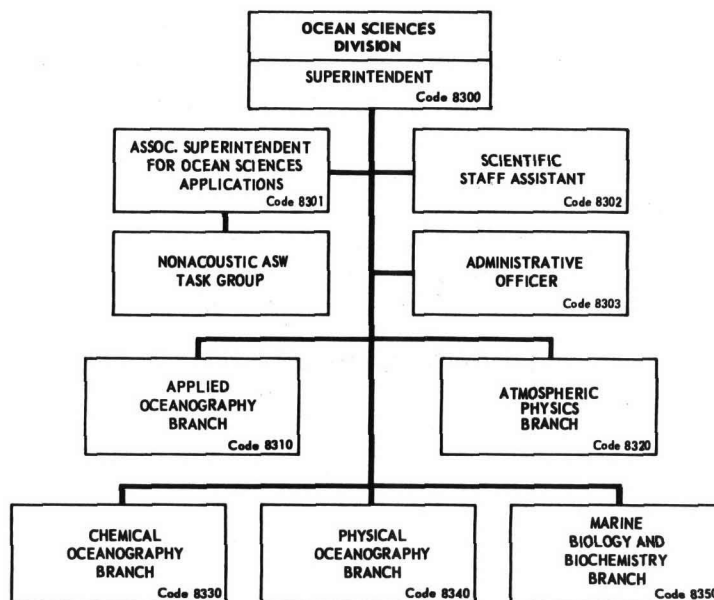 OCEAN SCIENCES
DIVISION
SUPERINTENDENT
Code 8300
ASSOC. SUPERINTENDENT
FOR OCEAN SCIENCES
APPLICATIONS
Code 8301
SCIENTIFIC
STAFF ASSISTANT
Code 8302
NONACOUSTIC ASW
TASK GROUP
ADMINISTRATIVE
OFFICER
Code 8303
APPLIED
OCEANOGRAPHY
BRANCH
Code 8310
ATMOSPHERIC
PHYSICS
BRANCH
Code 8320
CHEMICAL
OCEANOGRAPHY
BRANCH
Code 8330
PHYSICAL
OCEANOGRAPHY
BRANCH
Code 8340
MARINE
BIOLOGY AND
BIOCHEMISTRY
BRANCH
Code 8350